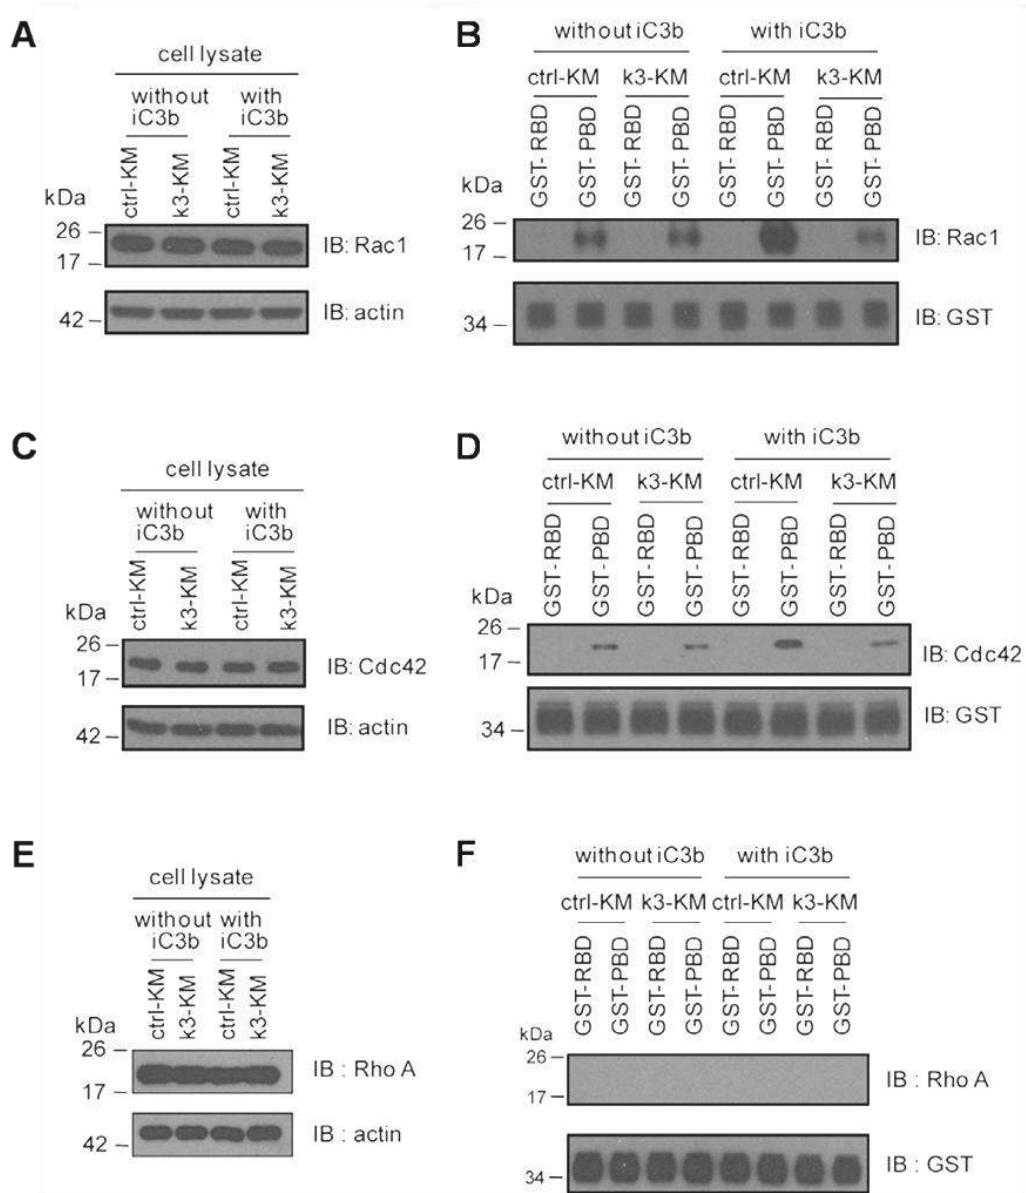 A
cell lysate
without iC3b
with iC3b
ctrl-KM
k3-KM
ctrl-KM
k3-KM
kDa
26
17
IB: Rac1
42
IB: actin
B
without iC3b
with iC3b
ctrl-KM
k3-KM
ctrl-KM
k3-KM
GST-RBD
GST-PBD
GST-RBD
GST-PBD
GST-RBD
GST-PBD
GST-RBD
GST-PBD
kDa
26
17
IB: Rac1
34
IB: GST
C
cell lysate
without iC3b
with iC3b
ctrl-KM
k3-KM
ctrl-KM
k3-KM
kDa
26
17
IB: Cdc42
42
IB: actin
D
without iC3b
with iC3b
ctrl-KM
k3-KM
ctrl-KM
k3-KM
GST-RBD
GST-PBD
GST-RBD
GST-PBD
GST-RBD
GST-PBD
GST-RBD
GST-PBD
kDa
26
17
IB: Cdc42
34
IB: GST
E
cell lysate
without iC3b
with iC3b
ctrl-KM
k3-KM
ctrl-KM
k3-KM
kDa
26
17
IB : Rho A
42
IB : actin
F
without iC3b
with iC3b
ctrl-KM
k3-KM
ctrl-KM
k3-KM
GST-RBD
GST-PBD
GST-RBD
GST-PBD
GST-RBD
GST-PBD
GST-RBD
GST-PBD
kDa
26
17
IB : Rho A
34
IB : GST